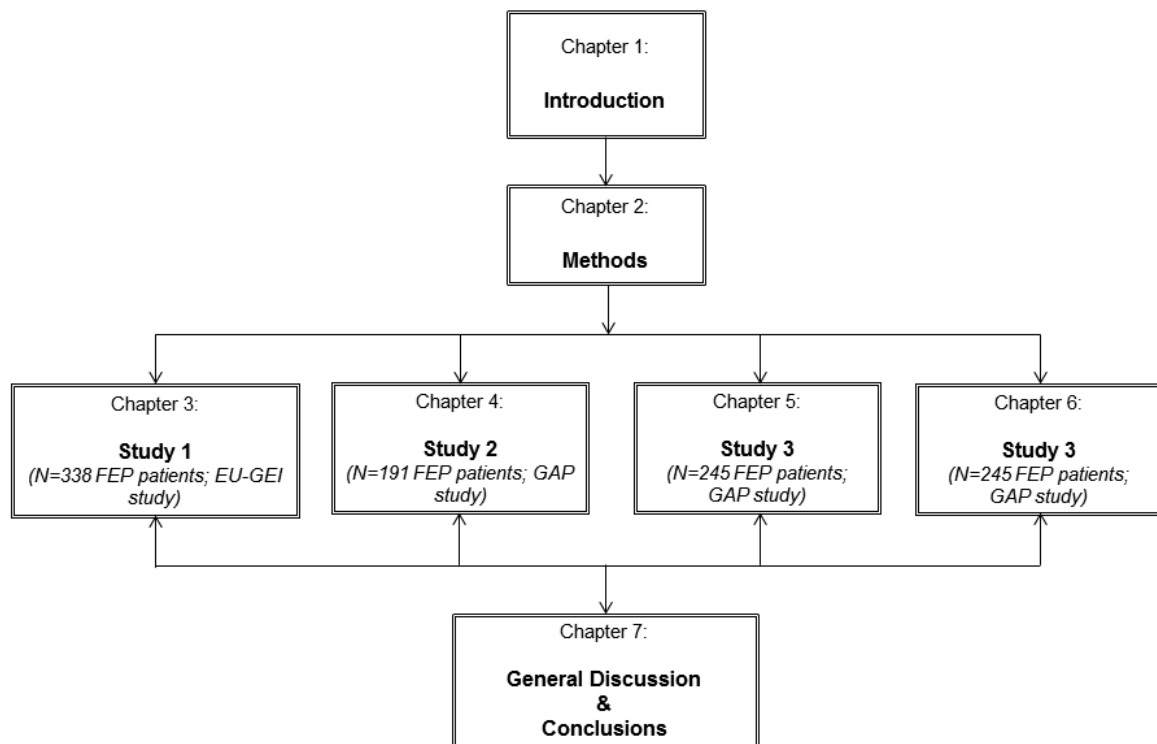 Chapter 1:
Introduction
Chapter 2:
Methods
Chapter 3:
Study 1
(N=338 FEP patients; EU-GEI
study)
Chapter 4:
Study 2
(N=191 FEP patients; GAP
study)
Chapter 5:
Study 3
(N=245 FEP patients;
GAP study)
Chapter 6:
Study 3
(N=245 FEP patients;
GAP study)
Chapter 7:
General Discussion
&
Conclusions